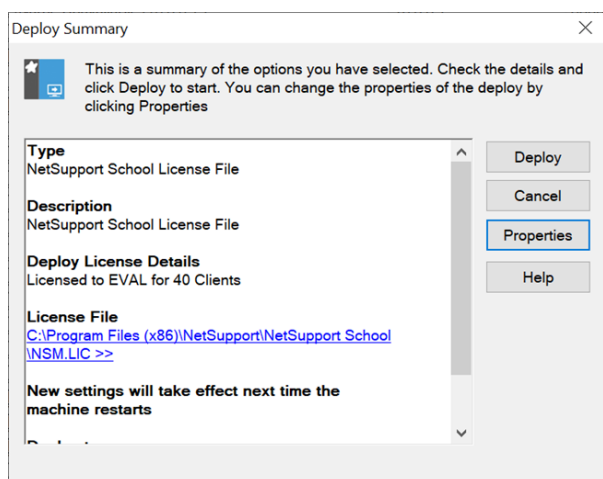 Deploy Summary
This is a summary of the options you have selected. Check the details and
click Deploy to start. You can change the properties of the deploy by
clicking Properties
Type
NetSupport School License File
Description
NetSupport School License File
Deploy License Details
Licensed to EVAL for 40 Clients
License File
C:\Program Files (x86)\NetSupport\NetSupport School
\NSM.LIC >>
New settings will take effect next time the
machine restarts
Deploy
Cancel
Properties
Help